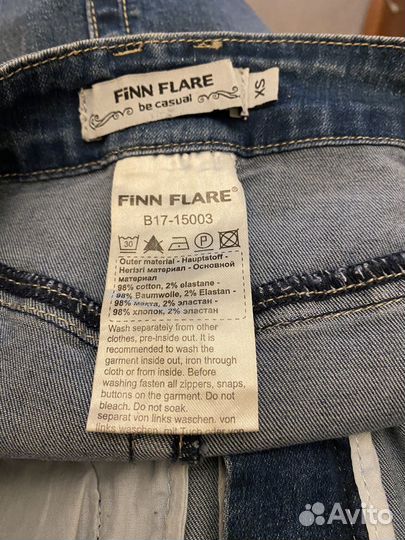 FiNN FLARE
be casual
XS
FiNN FLARE®
B17-15003
30
P
Outer material - Hauptstoff -
Негізгі материал - Основной
материал
98% cotton, 2% elastane -
98% Baumwolle, 2% Elastan -
98% мақта, 2% эластан -
98% хлопок, 2% эластан
Wash separately from other
clothes, pre-inside out. It is
recommended to wash the
garment inside out, iron through
cloth or from inside. Before
washing fasten all zippers, snaps,
buttons on the garment. Do not
bleach. Do not soak.
separat von links waschen. von
links waschen. mit
Avito